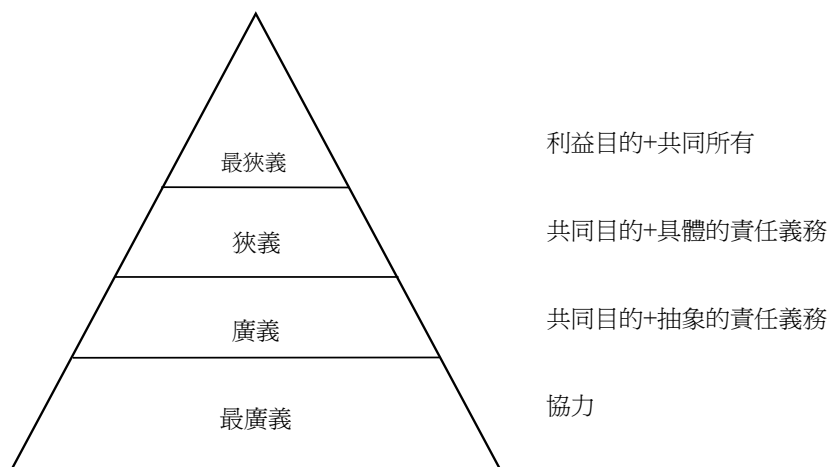 最狹義
利益目的+共同所有
狹義
共同目的+具體的責任義務
廣義
共同目的+抽象的責任義務
最廣義
協力